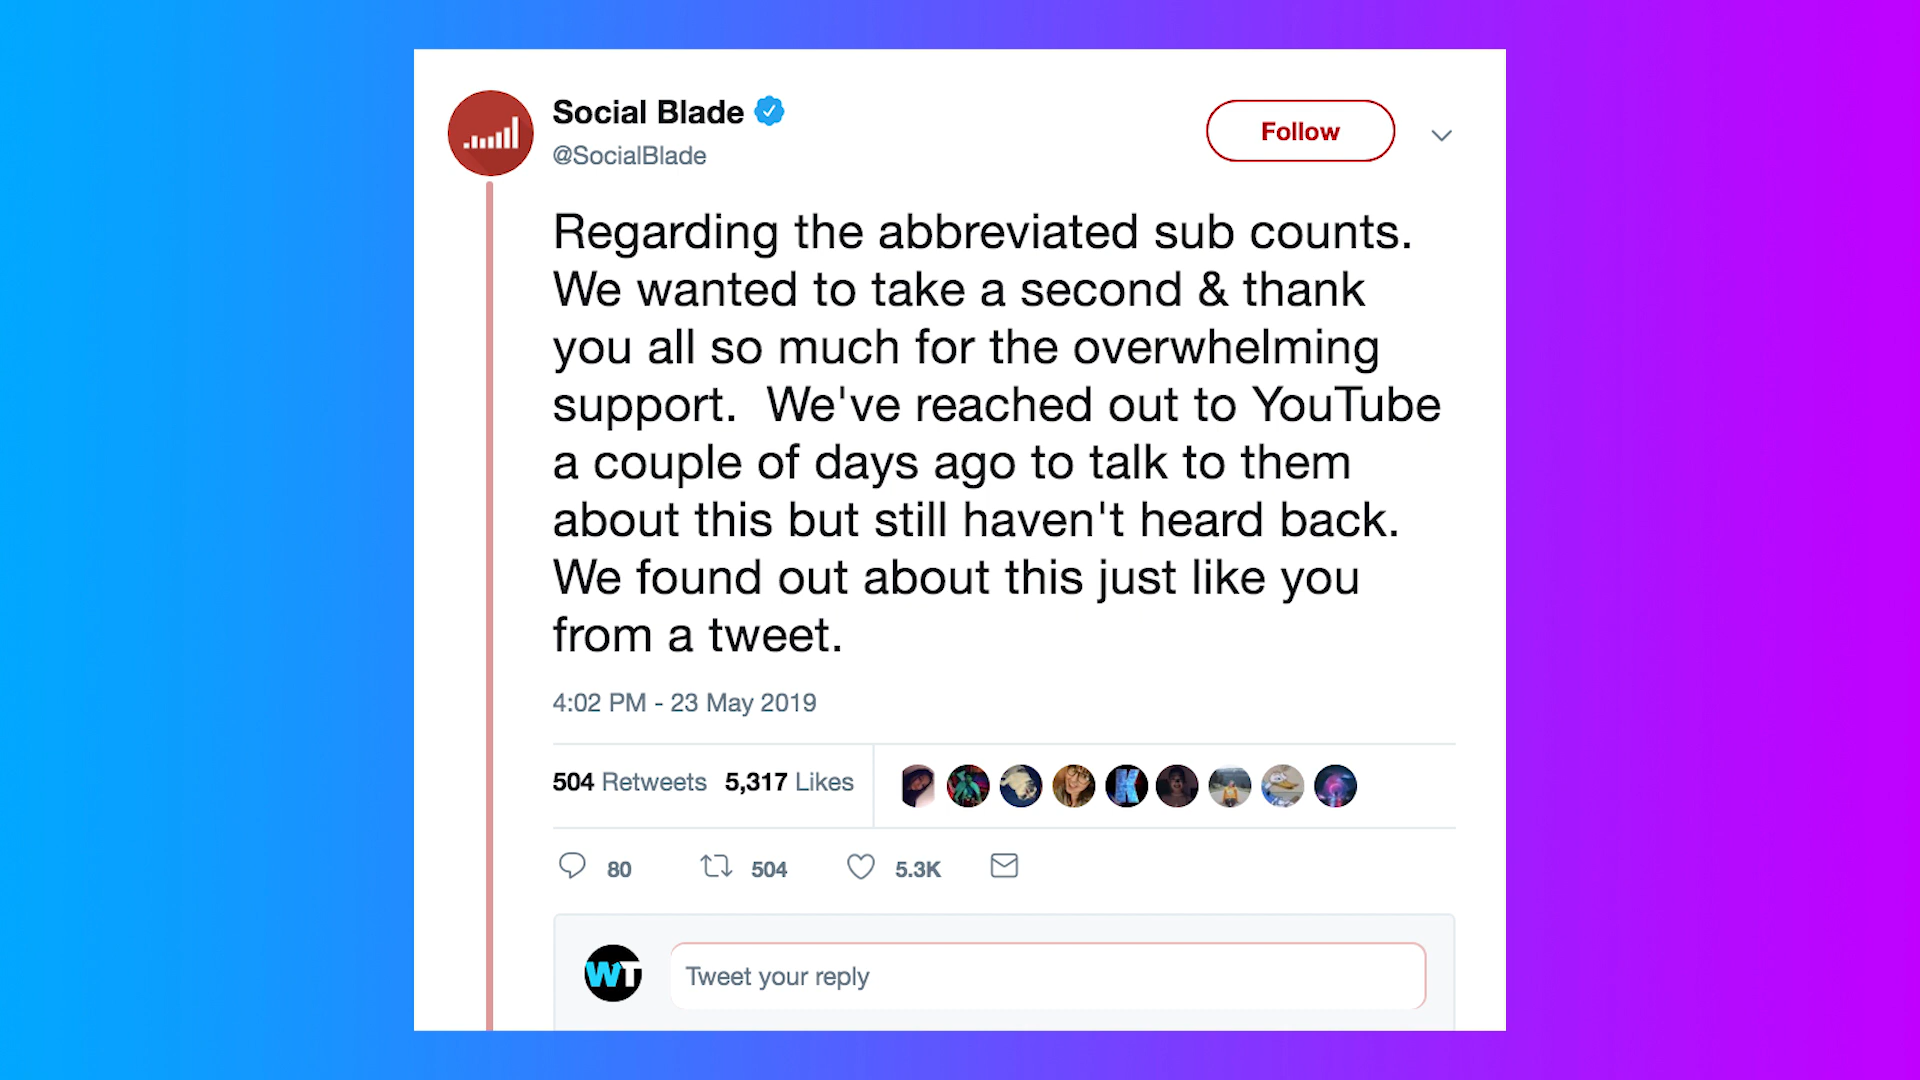 Social Blade
@SocialBlade
Follow
Regarding the abbreviated sub counts.
We wanted to take a second & thank
you all so much for the overwhelming
support.  We've reached out to YouTube
a couple of days ago to talk to them
about this but still haven't heard back.
We found out about this just like you
from a tweet.
4:02 PM - 23 May 2019
504 Retweets 5,317 Likes
K
80 504 5.3K
WT
Tweet your reply